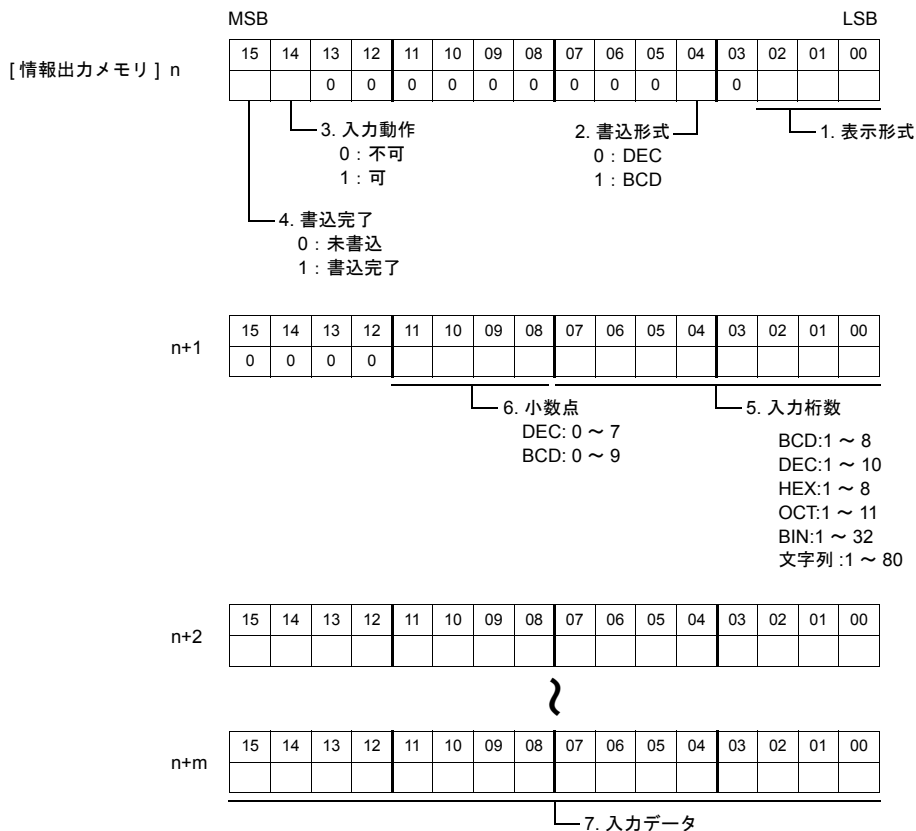 MSB LSB
[情報出力メモリ] n
15 14 13 12 11 10 09 08 07 06 05 04 03 02 01 00
0 0 0 0 0 0 0 0 0 0
3. 入力動作
0：不可
1：可
2. 書込形式
0：DEC
1：BCD
1. 表示形式
4. 書込完了
0：未書込
1：書込完了
n+1
15 14 13 12 11 10 09 08 07 06 05 04 03 02 01 00
0 0 0 0
6. 小数点
DEC: 0 ～ 7
BCD: 0 ～ 9
5. 入力桁数
BCD:1 ～ 8
DEC:1 ～ 10
HEX:1 ～ 8
OCT:1 ～ 11
BIN:1 ～ 32
文字列 :1 ～ 80
n+2
15 14 13 12 11 10 09 08 07 06 05 04 03 02 01 00
～
n+m
15 14 13 12 11 10 09 08 07 06 05 04 03 02 01 00
7. 入力データ